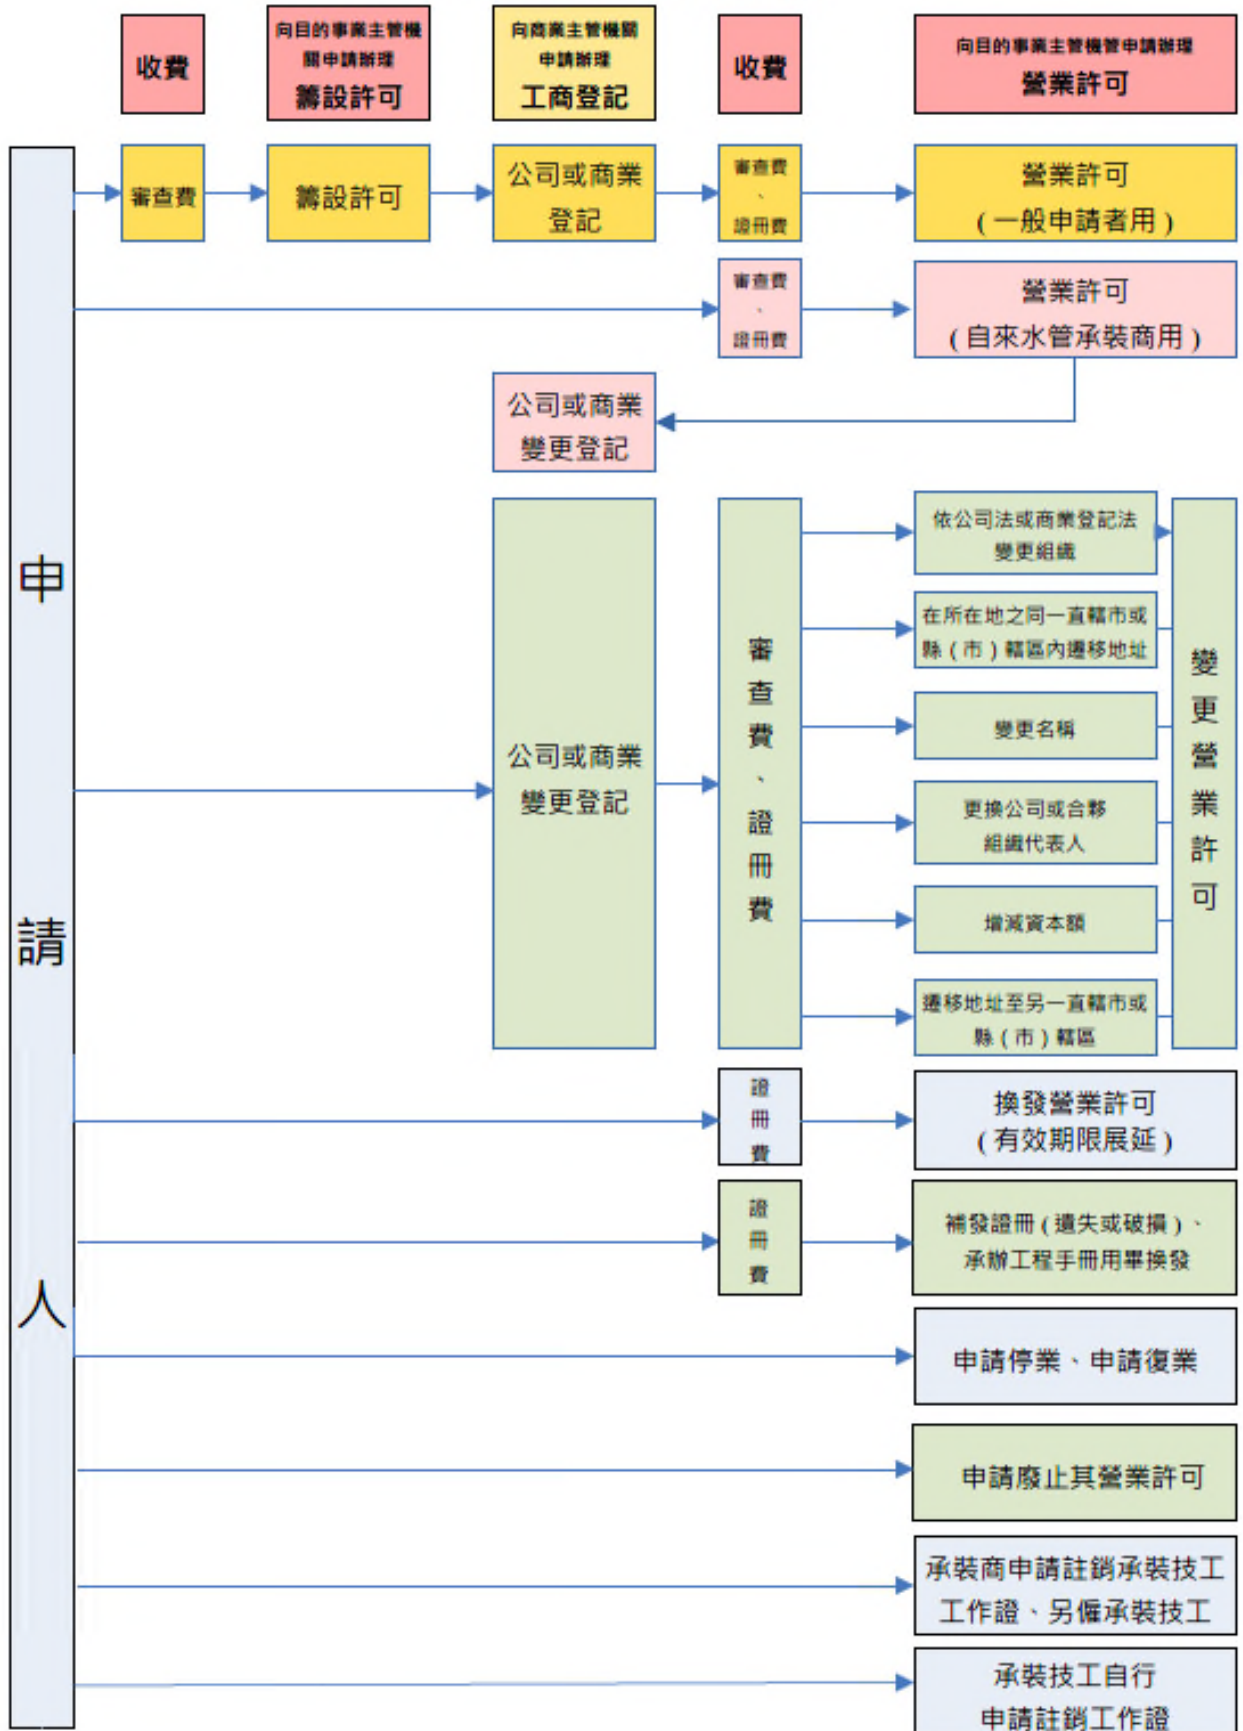 收費
向目的事業主管機
關申請辦理
籌設許可
向商業主管機關
申請辦理
工商登記
收費
向目的事業主管機管申請辦理
營業許可
申
請
人
審查費
籌設許可
公司或商業
登記
審查費
、
證冊費
營業許可
(一般申請者用)
審查費
、
證冊費
營業許可
(自來水管承裝商用)
公司或商業
變更登記
公司或商業
變更登記
審
查
費
、
證
冊
費
依公司法或商業登記法
變更組織
在所在地之同一直轄市或
縣(市)轄區內遷移地址
變更名稱
更換公司或合夥
組織代表人
增減資本額
遷移地址至另一直轄市或
縣(市)轄區
變
更
營
業
許
可
證
冊
費
換發營業許可
(有效期限展延)
證
冊
費
補發證冊(遺失或破損)、
承辦工程手冊用畢換發
申請停業、申請復業
申請廢止其營業許可
承裝商申請註銷承裝技工
工作證、另僱承裝技工
承裝技工自行
申請註銷工作證